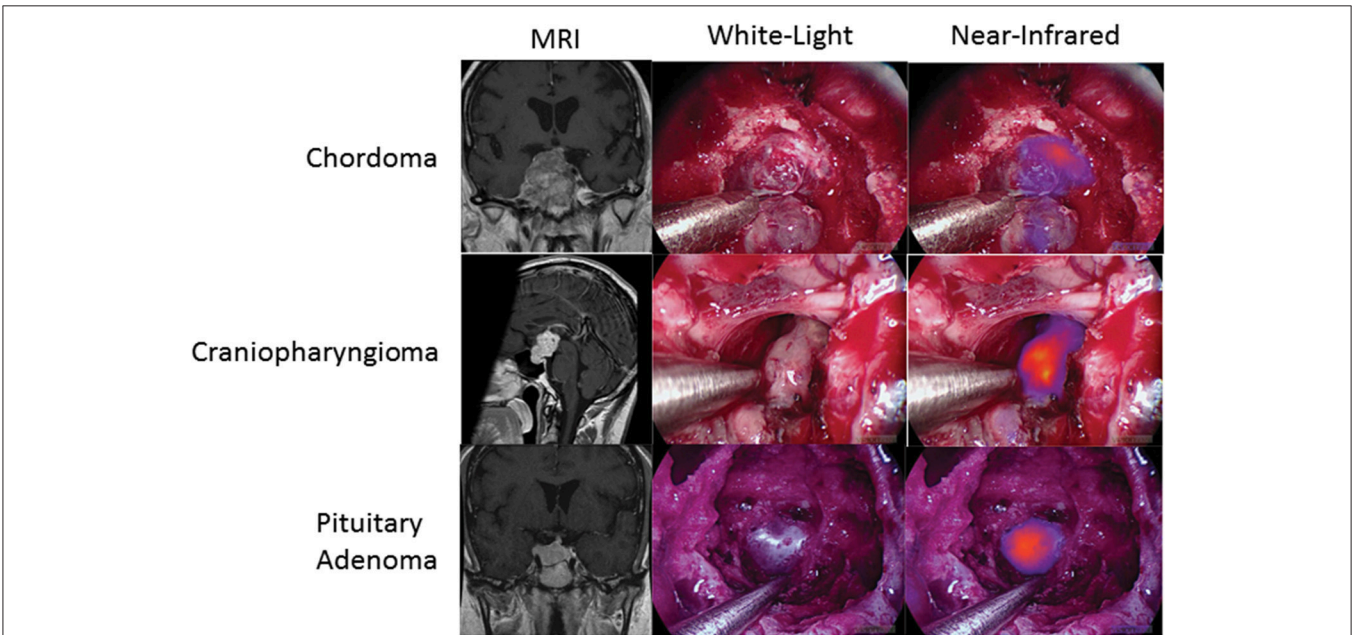 MRI
White-Light
Near-Infrared
Chordoma
Craniopharyngioma
Pituitary
Adenoma